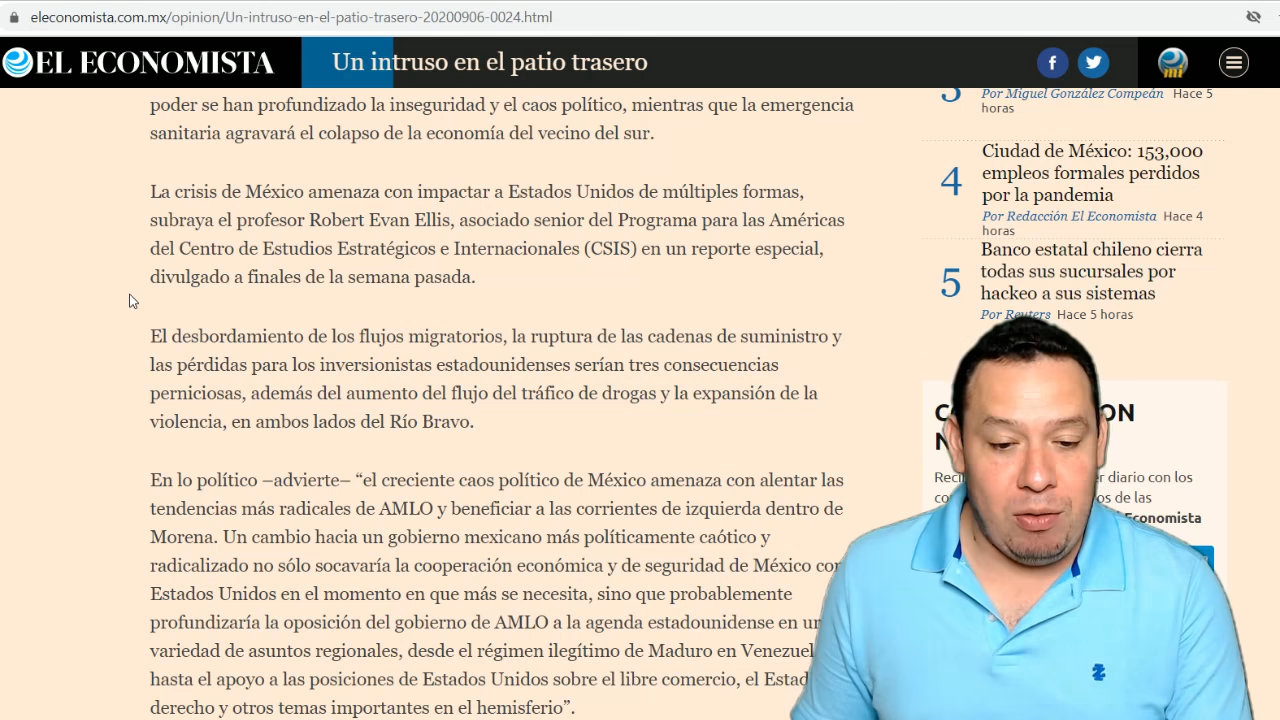 eleconomista.com.mx/opinion/Un-intruso-en-el-patio-trasero-20200906-0024.html
EL ECONOMISTA
Un intruso en el patio trasero
poder se han profundizado la inseguridad y el caos político, mientras que la emergencia
sanitaria agravará el colapso de la economía del vecino del sur.
La crisis de México amenaza con impactar a Estados Unidos de múltiples formas,
subraya el profesor Robert Evan Ellis, asociado senior del Programa para las Américas
del Centro de Estudios Estratégicos e Internacionales (CSIS) en un reporte especial,
divulgado a finales de la semana pasada.
El desbordamiento de los flujos migratorios, la ruptura de las cadenas de suministro y
las pérdidas para los inversionistas estadounidenses serían tres consecuencias
perniciosas, además del aumento del flujo del tráfico de drogas y la expansión de la
violencia, en ambos lados del Río Bravo.
En lo político –advierte– “el creciente caos político de México amenaza con alentar las
tendencias más radicales de AMLO y beneficiar a las corrientes de izquierda dentro de
Morena. Un cambio hacia un gobierno mexicano más políticamente caótico y
radicalizado no sólo socavaría la cooperación económica y de seguridad de México con
Estados Unidos en el momento en que más se necesita, sino que probablemente
profundizaría la oposición del gobierno de AMLO a la agenda estadounidense en
variedad de asuntos regionales, desde el régimen ilegítimo de Maduro en
hasta el apoyo a las posiciones de Estados Unidos sobre el libre comercio, el
derecho y otros temas importantes en el hemisferio”.
3
Por Miguel González Compeán Hace 5
horas
4
Ciudad de México: 153,000
empleos formales perdidos
por la pandemia
Por Redacción El Economista Hace 4
horas
5
Banco estatal chileno cierra
todas sus sucursales por
hackeo a sus sistemas
Por Reuters Hace 5 horas
diario con los
de las
Economista